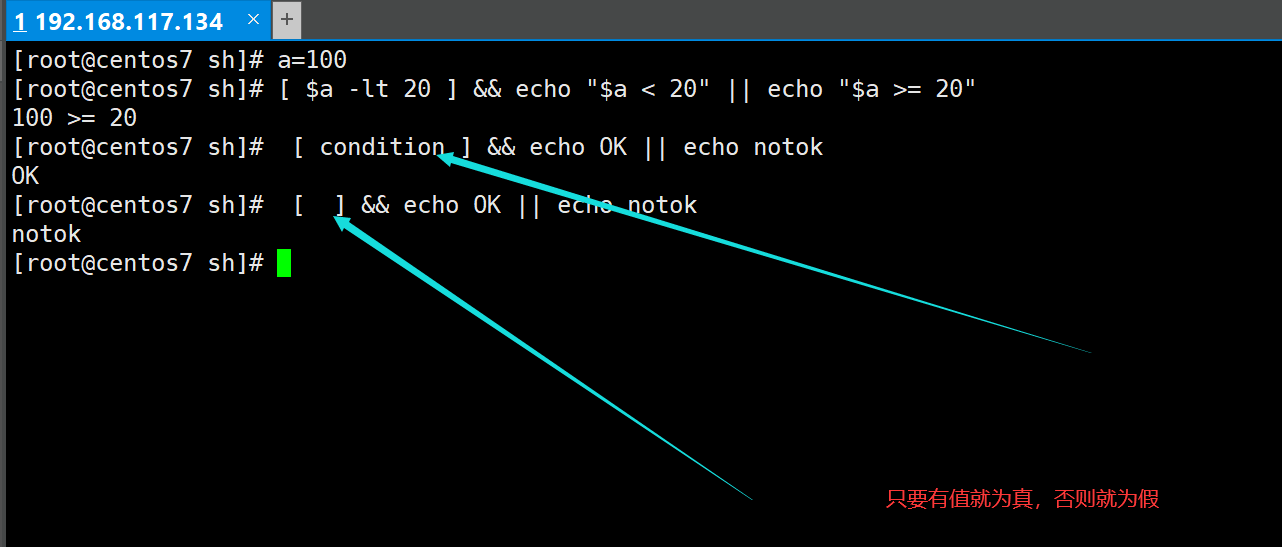 1 192.168.117.134 × +
[root@centos7 sh]# a=100
[root@centos7 sh]# [ $a -lt 20 ] && echo "$a < 20" || echo "$a >= 20"
100 >= 20
[root@centos7 sh]#  [ condition ] && echo OK || echo notok
OK
[root@centos7 sh]#  [  ] && echo OK || echo notok
notok
[root@centos7 sh]#
只要有值就为真，否则就为假